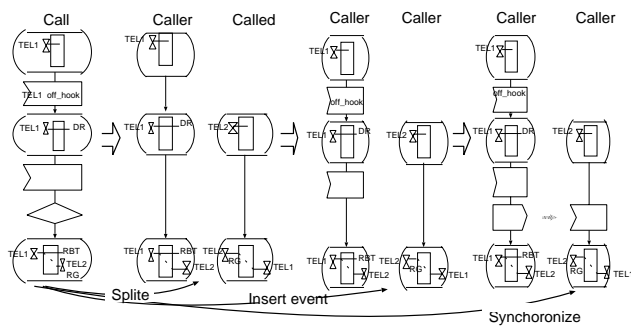 Call Caller Called Caller Caller Caller Caller
TEL1 TEL1 TEL1 TEL1
TEL1 off_hook off_hook off_hook
TEL1 DR TEL1 DR TEL2 TEL1 DR TEL2 TEL1 DR TEL2
TEL1 RBT TEL2 RG
TEL1 RBT TEL2
TEL2 RG TEL1
TEL1 RBT TEL2
TEL2 RG TEL1
TEL1 RBT TEL2
TEL2 RG TEL1
Splite
Insert event
Synchoronize